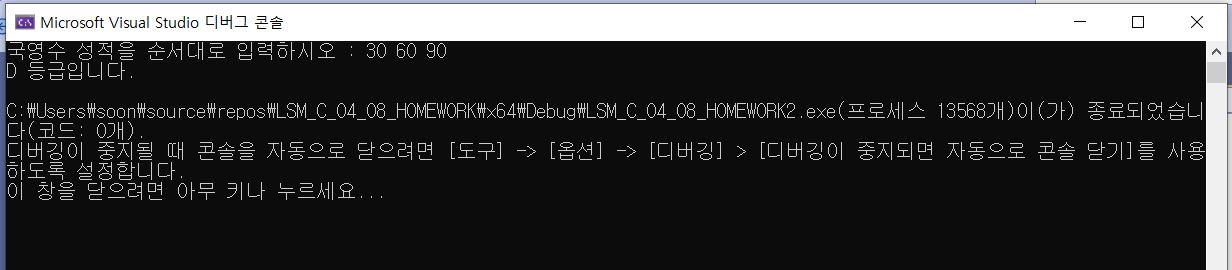 Microsoft Visual Studio 디버그 콘솔
국영수 성적을 순서대로 입력하시오 : 30 60 90
D 등급입니다.
C:₩Users₩soon₩source₩repos₩LSM_C_04_08_HOMEWORK₩x64₩Debug₩LSM_C_04_08_HOMEWORK2.exe(프로세스 13568개)이(가) 종료되었습니
다(코드: 0개).
디버깅이 중지될 때 콘솔을 자동으로 닫으려면 [도구] -> [옵션] -> [디버깅] > [디버깅이 중지되면 자동으로 콘솔 닫기]를 사용
하도록 설정합니다.
이 창을 닫으려면 아무 키나 누르세요...